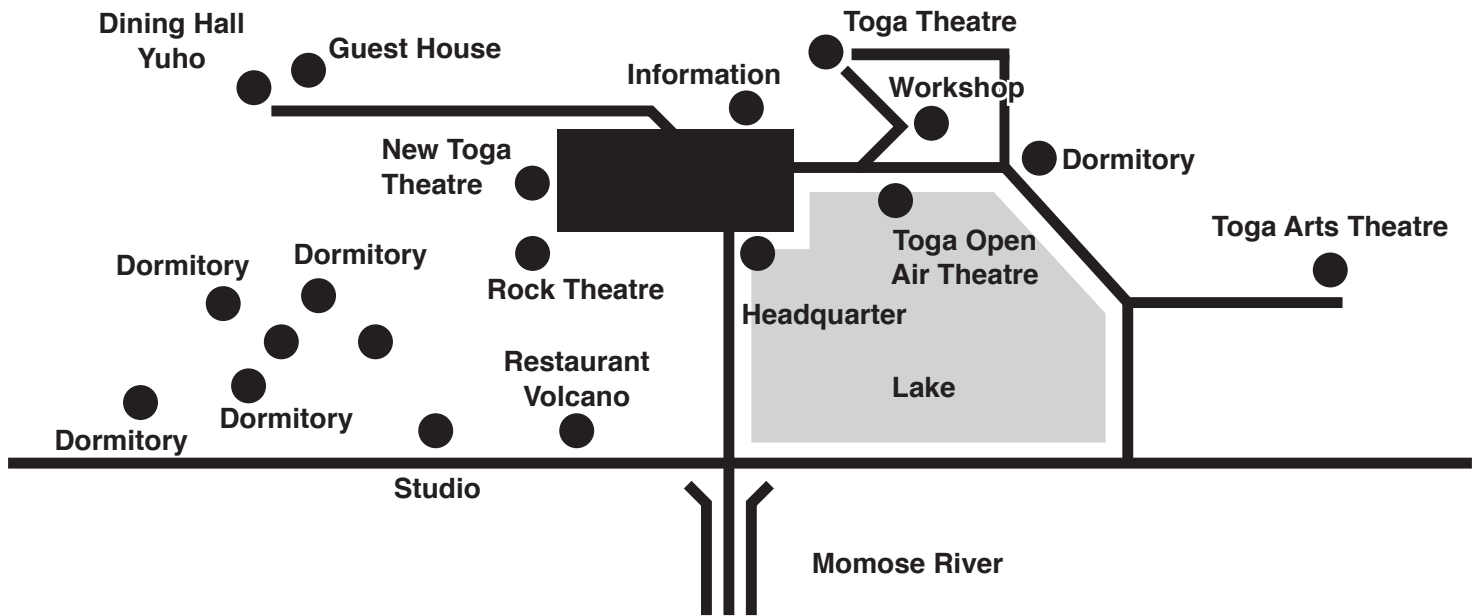 Dining Hall
Yuho
Guest House
Information
Toga Theatre
Workshop
Dormitory
New Toga
Theatre
Toga Arts Theatre
Toga Open
Air Theatre
Dormitory
Dormitory
Rock Theatre
Headquarter
Restaurant
Volcano
Lake
Dormitory
Dormitory
Studio
Momose River